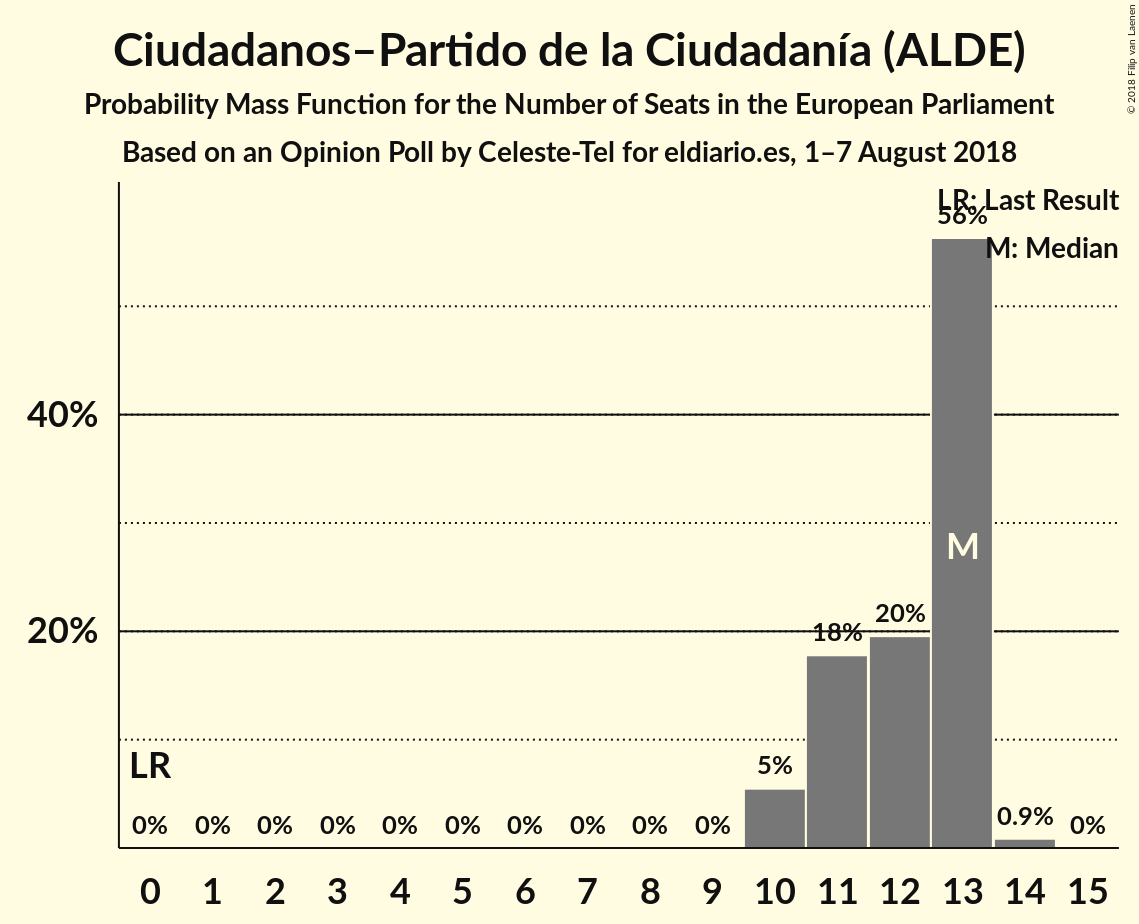 Ciudadanos–Partido de la Ciudadanía (ALDE)
Probability Mass Function for the Number of Seats in the European Parliament
Based on an Opinion Poll by Celeste-Tel for eldiario.es, 1–7 August 2018
© 2018 Filip van Laenen
LR: Last Result
56%
M: Median
40%
M
20%
20%
18%
LR
5%
0% 0% 0% 0% 0% 0% 0% 0% 0% 0% 0.9% 0%
0 1 2 3 4 5 6 7 8 9 10 11 12 13 14 15